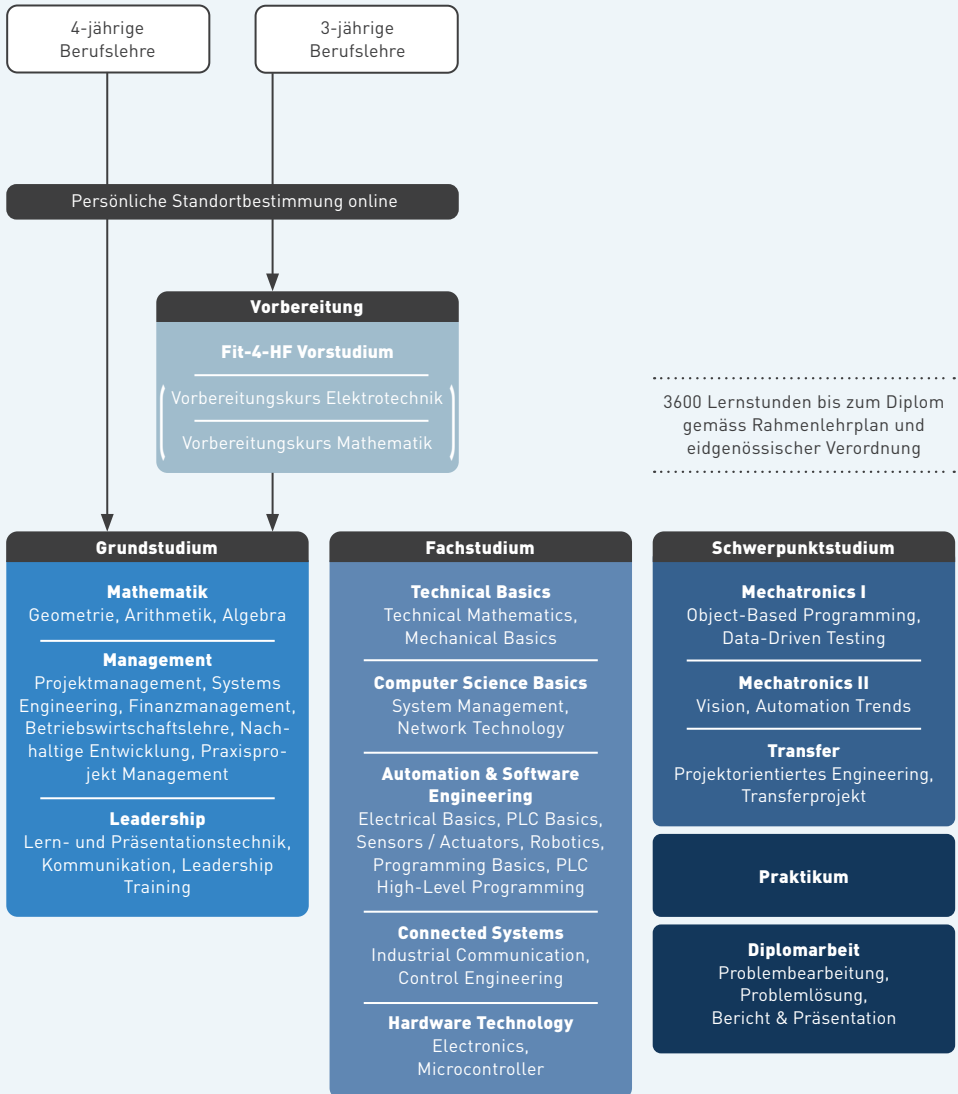 4-jährige
Berufslehre
3-jährige
Berufslehre
Persönliche Standortbestimmung online
Vorbereitung
Fit-4-HF Vorstudium
Vorbereitungskurs Elektrotechnik
Vorbereitungskurs Mathematik
3600 Lernstunden bis zum Diplom
gemäss Rahmenlehrplan und
eidgenössischer Verordnung
Grundstudium
Mathematik
Geometrie, Arithmetik, Algebra
Management
Projektmanagement, Systems
Engineering, Finanzmanagement,
Betriebswirtschaftslehre, Nach-
haltige Entwicklung, Praxispro-
jekt Management
Leadership
Lern- und Präsentationstechnik,
Kommunikation, Leadership
Training
Fachstudium
Technical Basics
Technical Mathematics,
Mechanical Basics
Computer Science Basics
System Management,
Network Technology
Automation & Software
Engineering
Electrical Basics, PLC Basics,
Sensors / Actuators, Robotics,
Programming Basics, PLC
High-Level Programming
Connected Systems
Industrial Communication,
Control Engineering
Hardware Technology
Electronics,
Microcontroller
Schwerpunktstudium
Mechatronics I
Object-Based Programming,
Data-Driven Testing
Mechatronics II
Vision, Automation Trends
Transfer
Projektorientiertes Engineering,
Transferprojekt
Praktikum
Diplomarbeit
Problembearbeitung,
Problemlösung,
Bericht & Präsentation